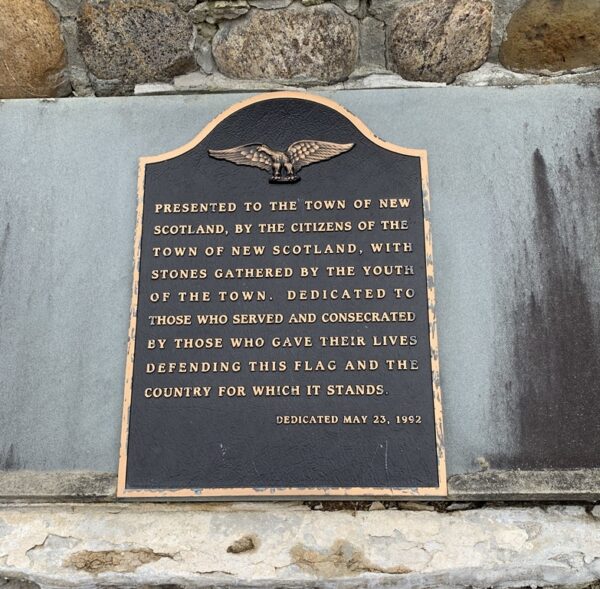 PRESENTED TO THE TOWN OF NEW
SCOTLAND, BY THE CITIZENS OF THE
TOWN OF NEW SCOTLAND, WITH
STONES GATHERED BY THE YOUTH
OF THE TOWN. DEDICATED TO
THOSE WHO SERVED AND CONSECRATED
BY THOSE WHO GAVE THEIR LIVES
DEFENDING THIS FLAG AND THE
COUNTRY FOR WHICH IT STANDS.
DEDICATED MAY 23, 1992